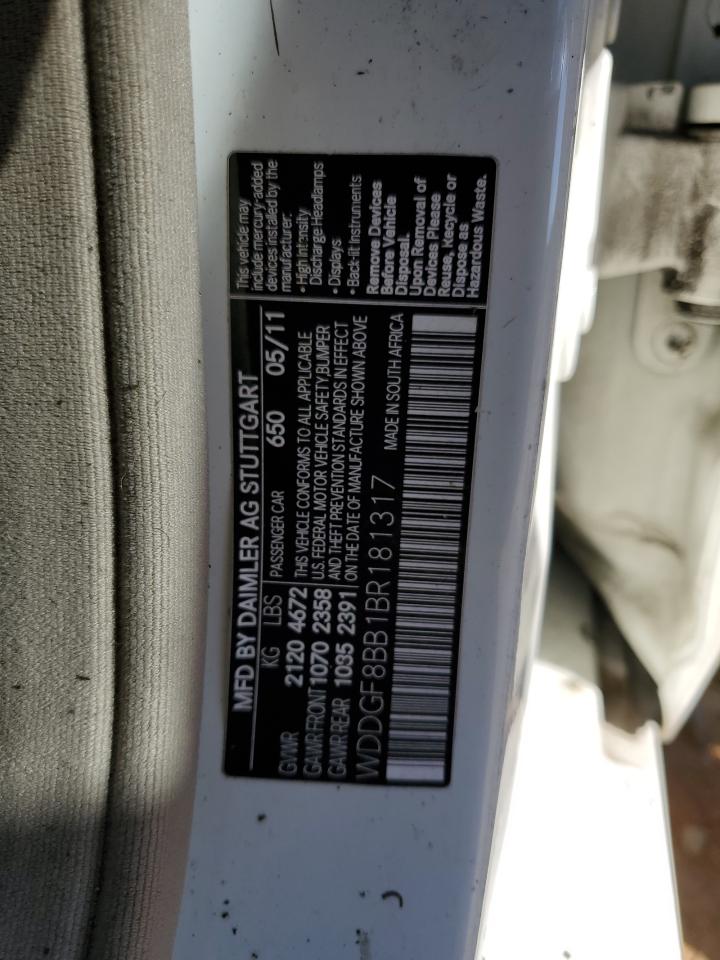 MFD BY DAIMLER AG STUTTGART
KG LBS PASSENGER CAR 650 05/11
GVWR 2120 4672
GAWR FRONT 1070 2358
GAWR REAR 1035 2391
THIS VEHICLE CONFORMS TO ALL APPLICABLE
U.S. FEDERAL MOTOR VEHICLE SAFETY, BUMPER
AND THEFT PREVENTION STANDARDS IN EFFECT
ON THE DATE OF MANUFACTURE SHOWN ABOVE
WDDGF8BB1BR181317 MADE IN SOUTH AFRICA
This vehicle may
include mercury-added
devices installed by the
manufacturer:
• High Intensity
Discharge Headlamps
• Displays
• Back-lit Instruments
Remove Devices
Before Vehicle
Disposal.
Upon Removal of
Devices Please
Reuse, Recycle or
Dispose as
Hazardous Waste.